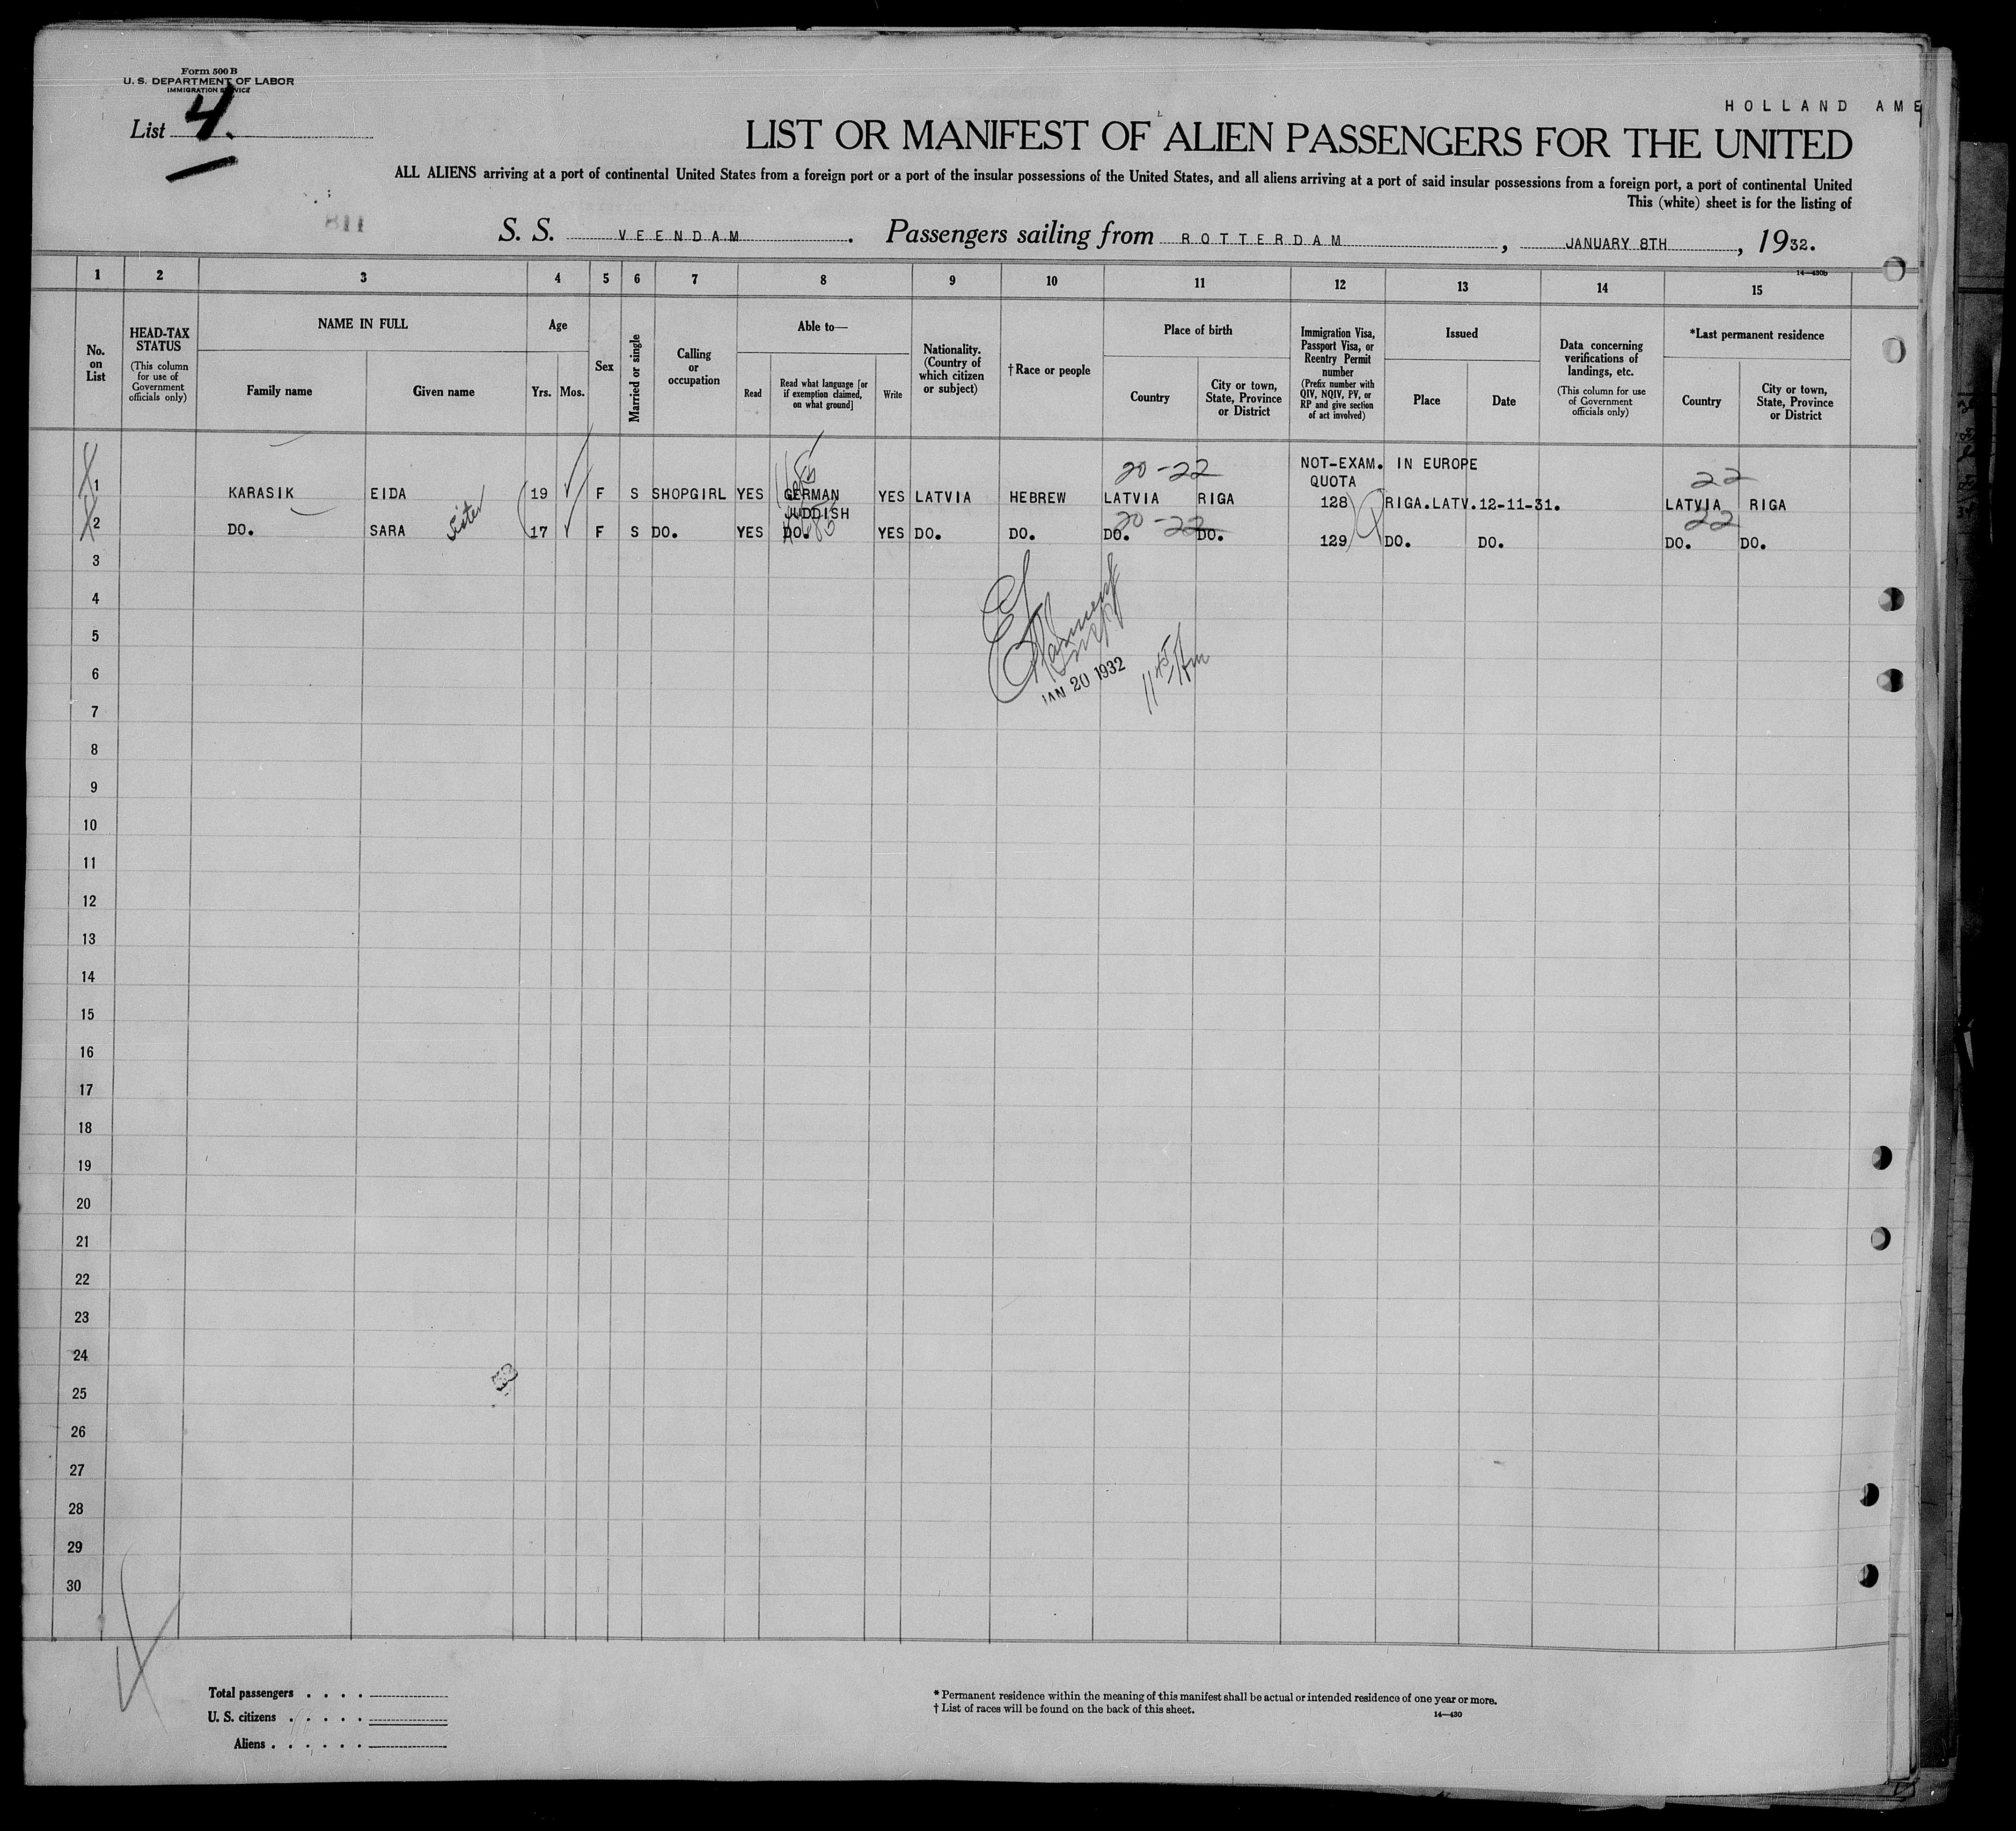 Form 500 B
U. S. DEPARTMENT OF LABOR
IMMIGRATION SERVICE
List 4.
HOLLAND AME
LIST OR MANIFEST OF ALIEN PASSENGERS FOR THE UNITED
ALL ALIENS arriving at a port of continental United States from a foreign port or a port of the insular possessions of the United States, and all aliens arriving at a port of said insular possessions from a foreign port, a port of continental United
This (white) sheet is for the listing of
S. S. VEENDAM. Passengers sailing from ROTTERDAM, JANUARY 8TH, 1932.
14—430b
1 2 3 4 5 6 7 8 9 10 11 12 13 14 15
No. on List
HEAD-TAX STATUS
(This column for use of Government officials only)
NAME IN FULL
Family name
Given name
Age
Yrs. Mos.
Sex
Married or single
Calling or occupation
Able to—
Read
Read what language [or if exemption claimed, on what ground]
Write
Nationality. (Country of which citizen or subject)
†Race or people
Place of birth
Country
City or town, State, Province or District
Immigration Visa, Passport Visa, or Reentry Permit number
(Prefix number with QIV, NQIV, PV, or RP and give section of act involved)
Issued
Place
Date
Data concerning verifications of landings, etc.
(This column for use of Government officials only)
*Last permanent residence
Country
City or town, State, Province or District
20-22 NOT-EXAM. IN EUROPE 22
QUOTA
1 KARASIK EIDA 19 F S SHOPGIRL YES GERMAN YES LATVIA HEBREW LATVIA RIGA 128 RIGA.LATV.12-11-31. LATVIA RIGA
JUDDISH
20-22 22
2 DO. SARA sister 17 F S DO. YES DO. YES DO. DO. DO. DO. 129 DO. DO. DO. DO.
3
4
5
6
JAN 20 1932
7
8
9
10
11
12
13
14
15
16
17
18
19
20
21
22
23
24
25
26
27
28
29
30
Total passengers . . . .
U. S. citizens . . . . .
Aliens . . . . . .
* Permanent residence within the meaning of this manifest shall be actual or intended residence of one year or more.
† List of races will be found on the back of this sheet.
14—430